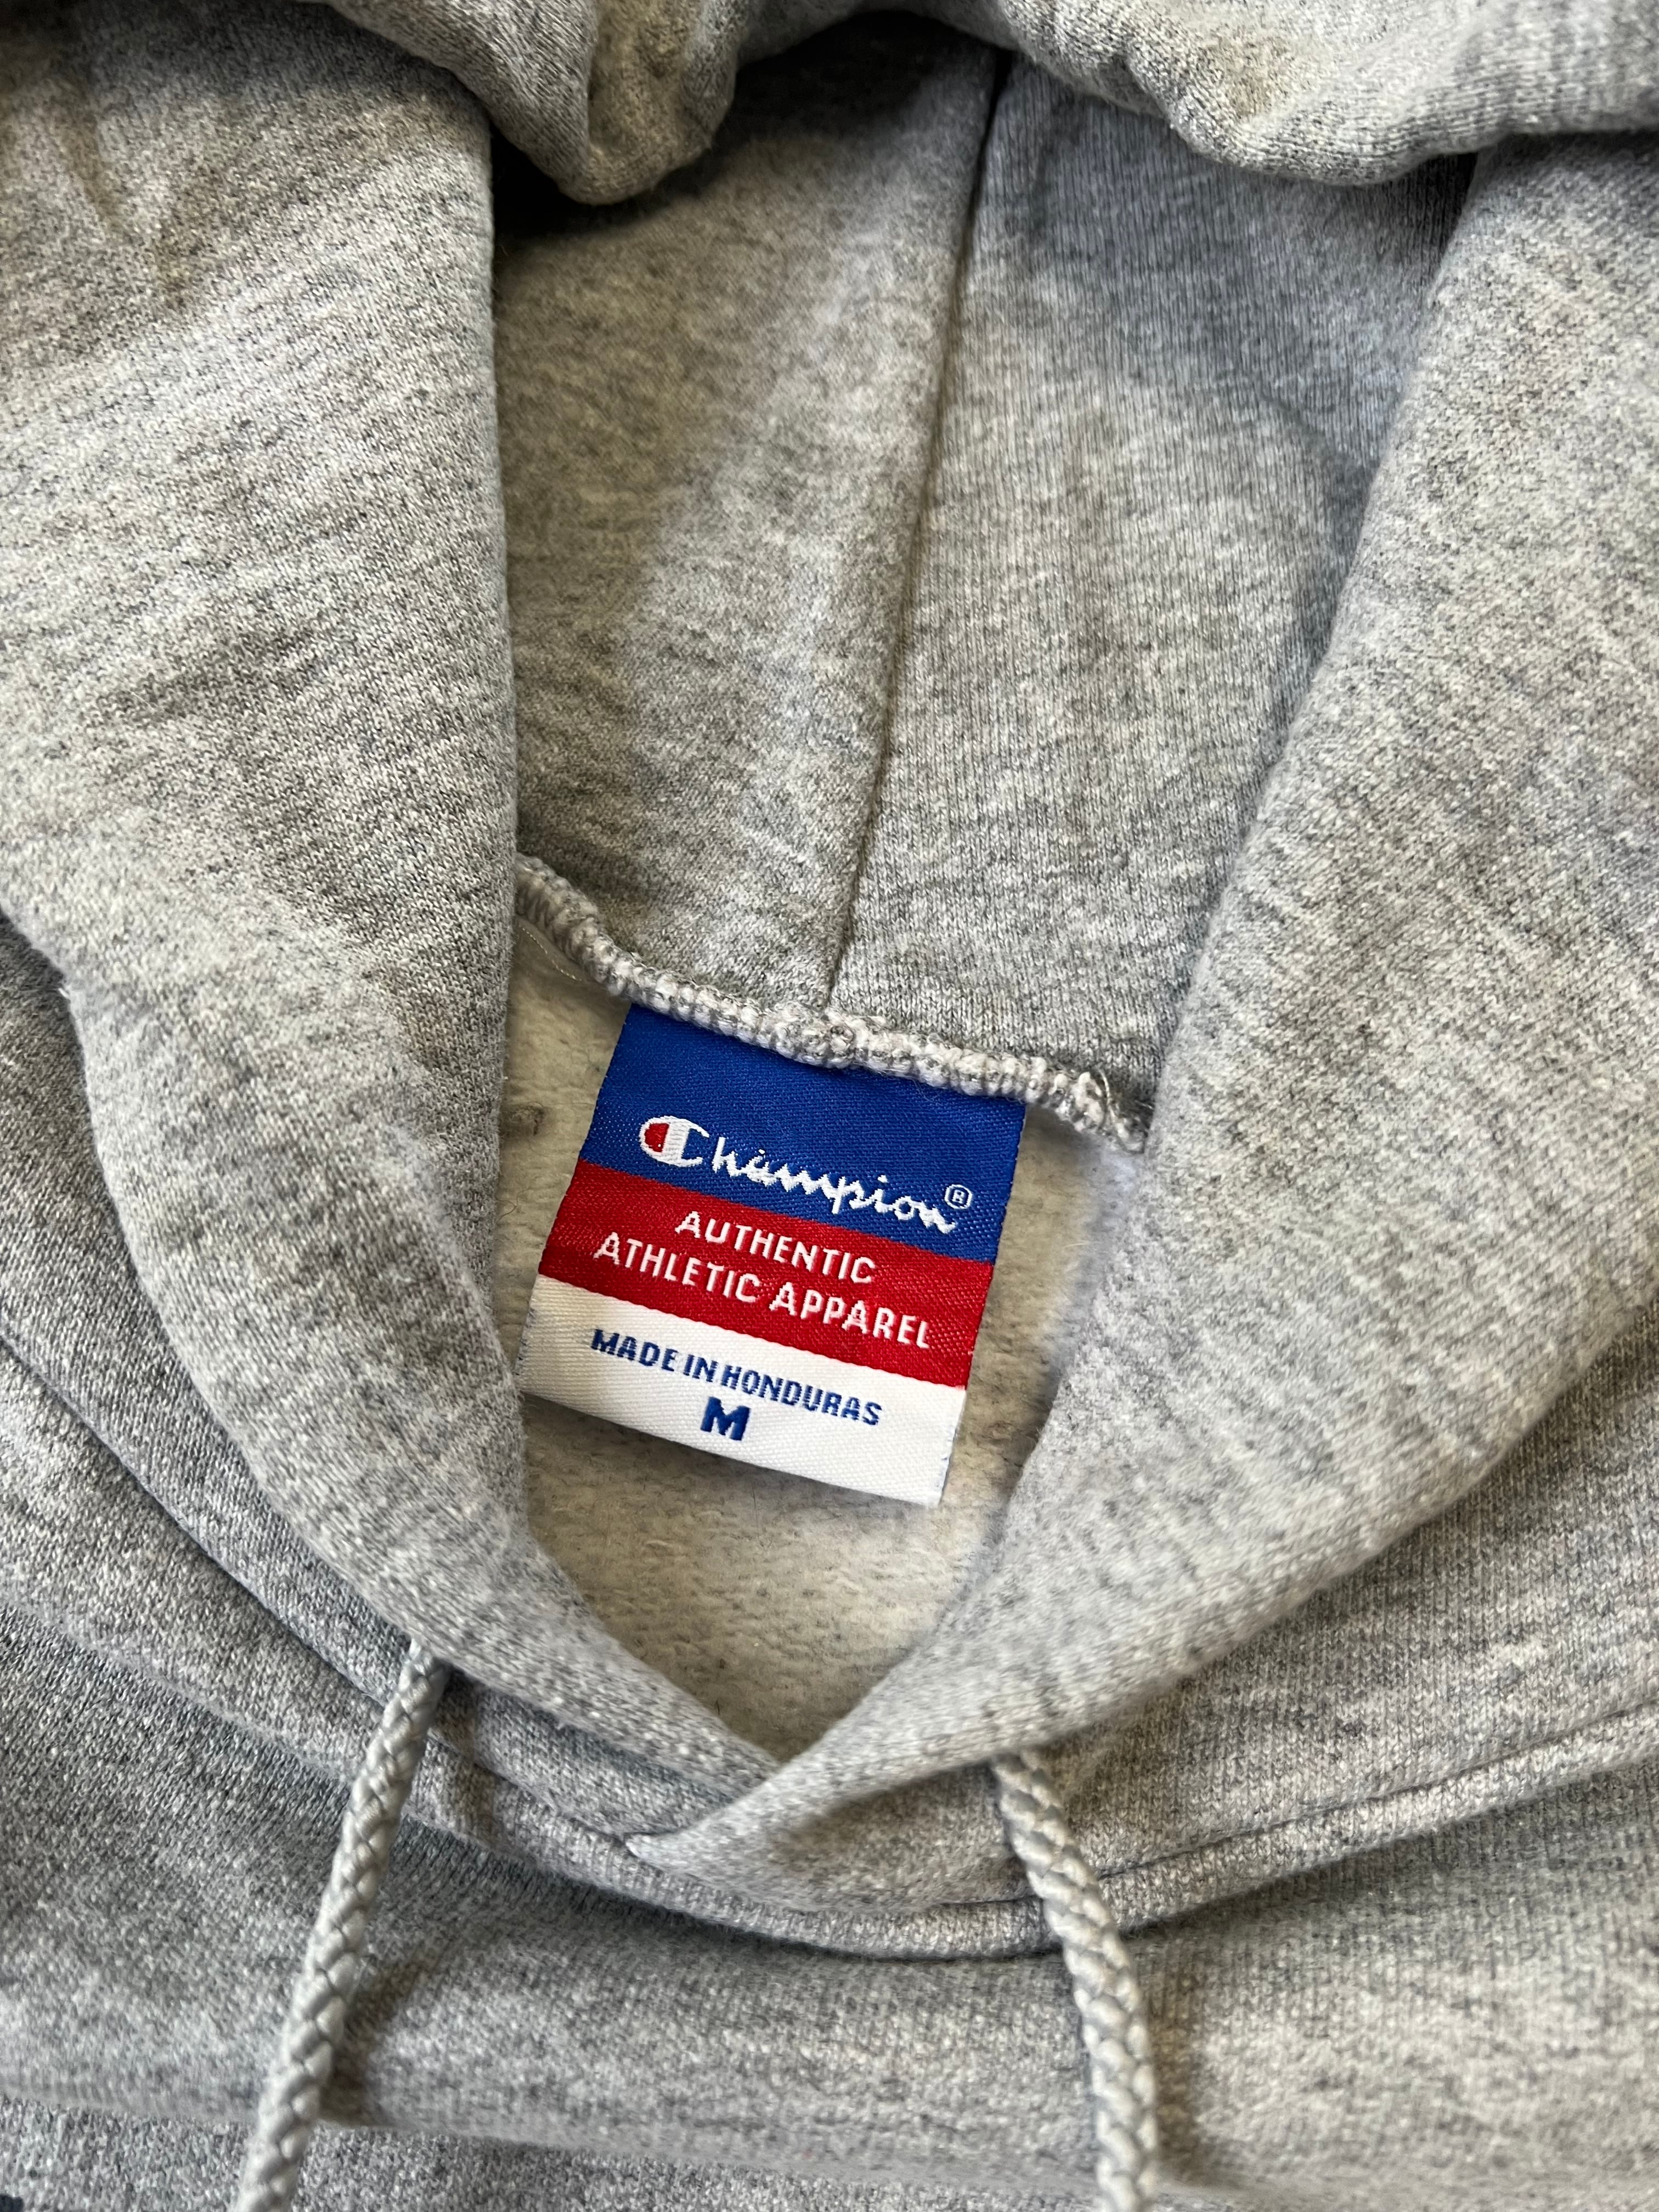 Champion®
AUTHENTIC
ATHLETIC APPAREL
MADE IN HONDURAS
M